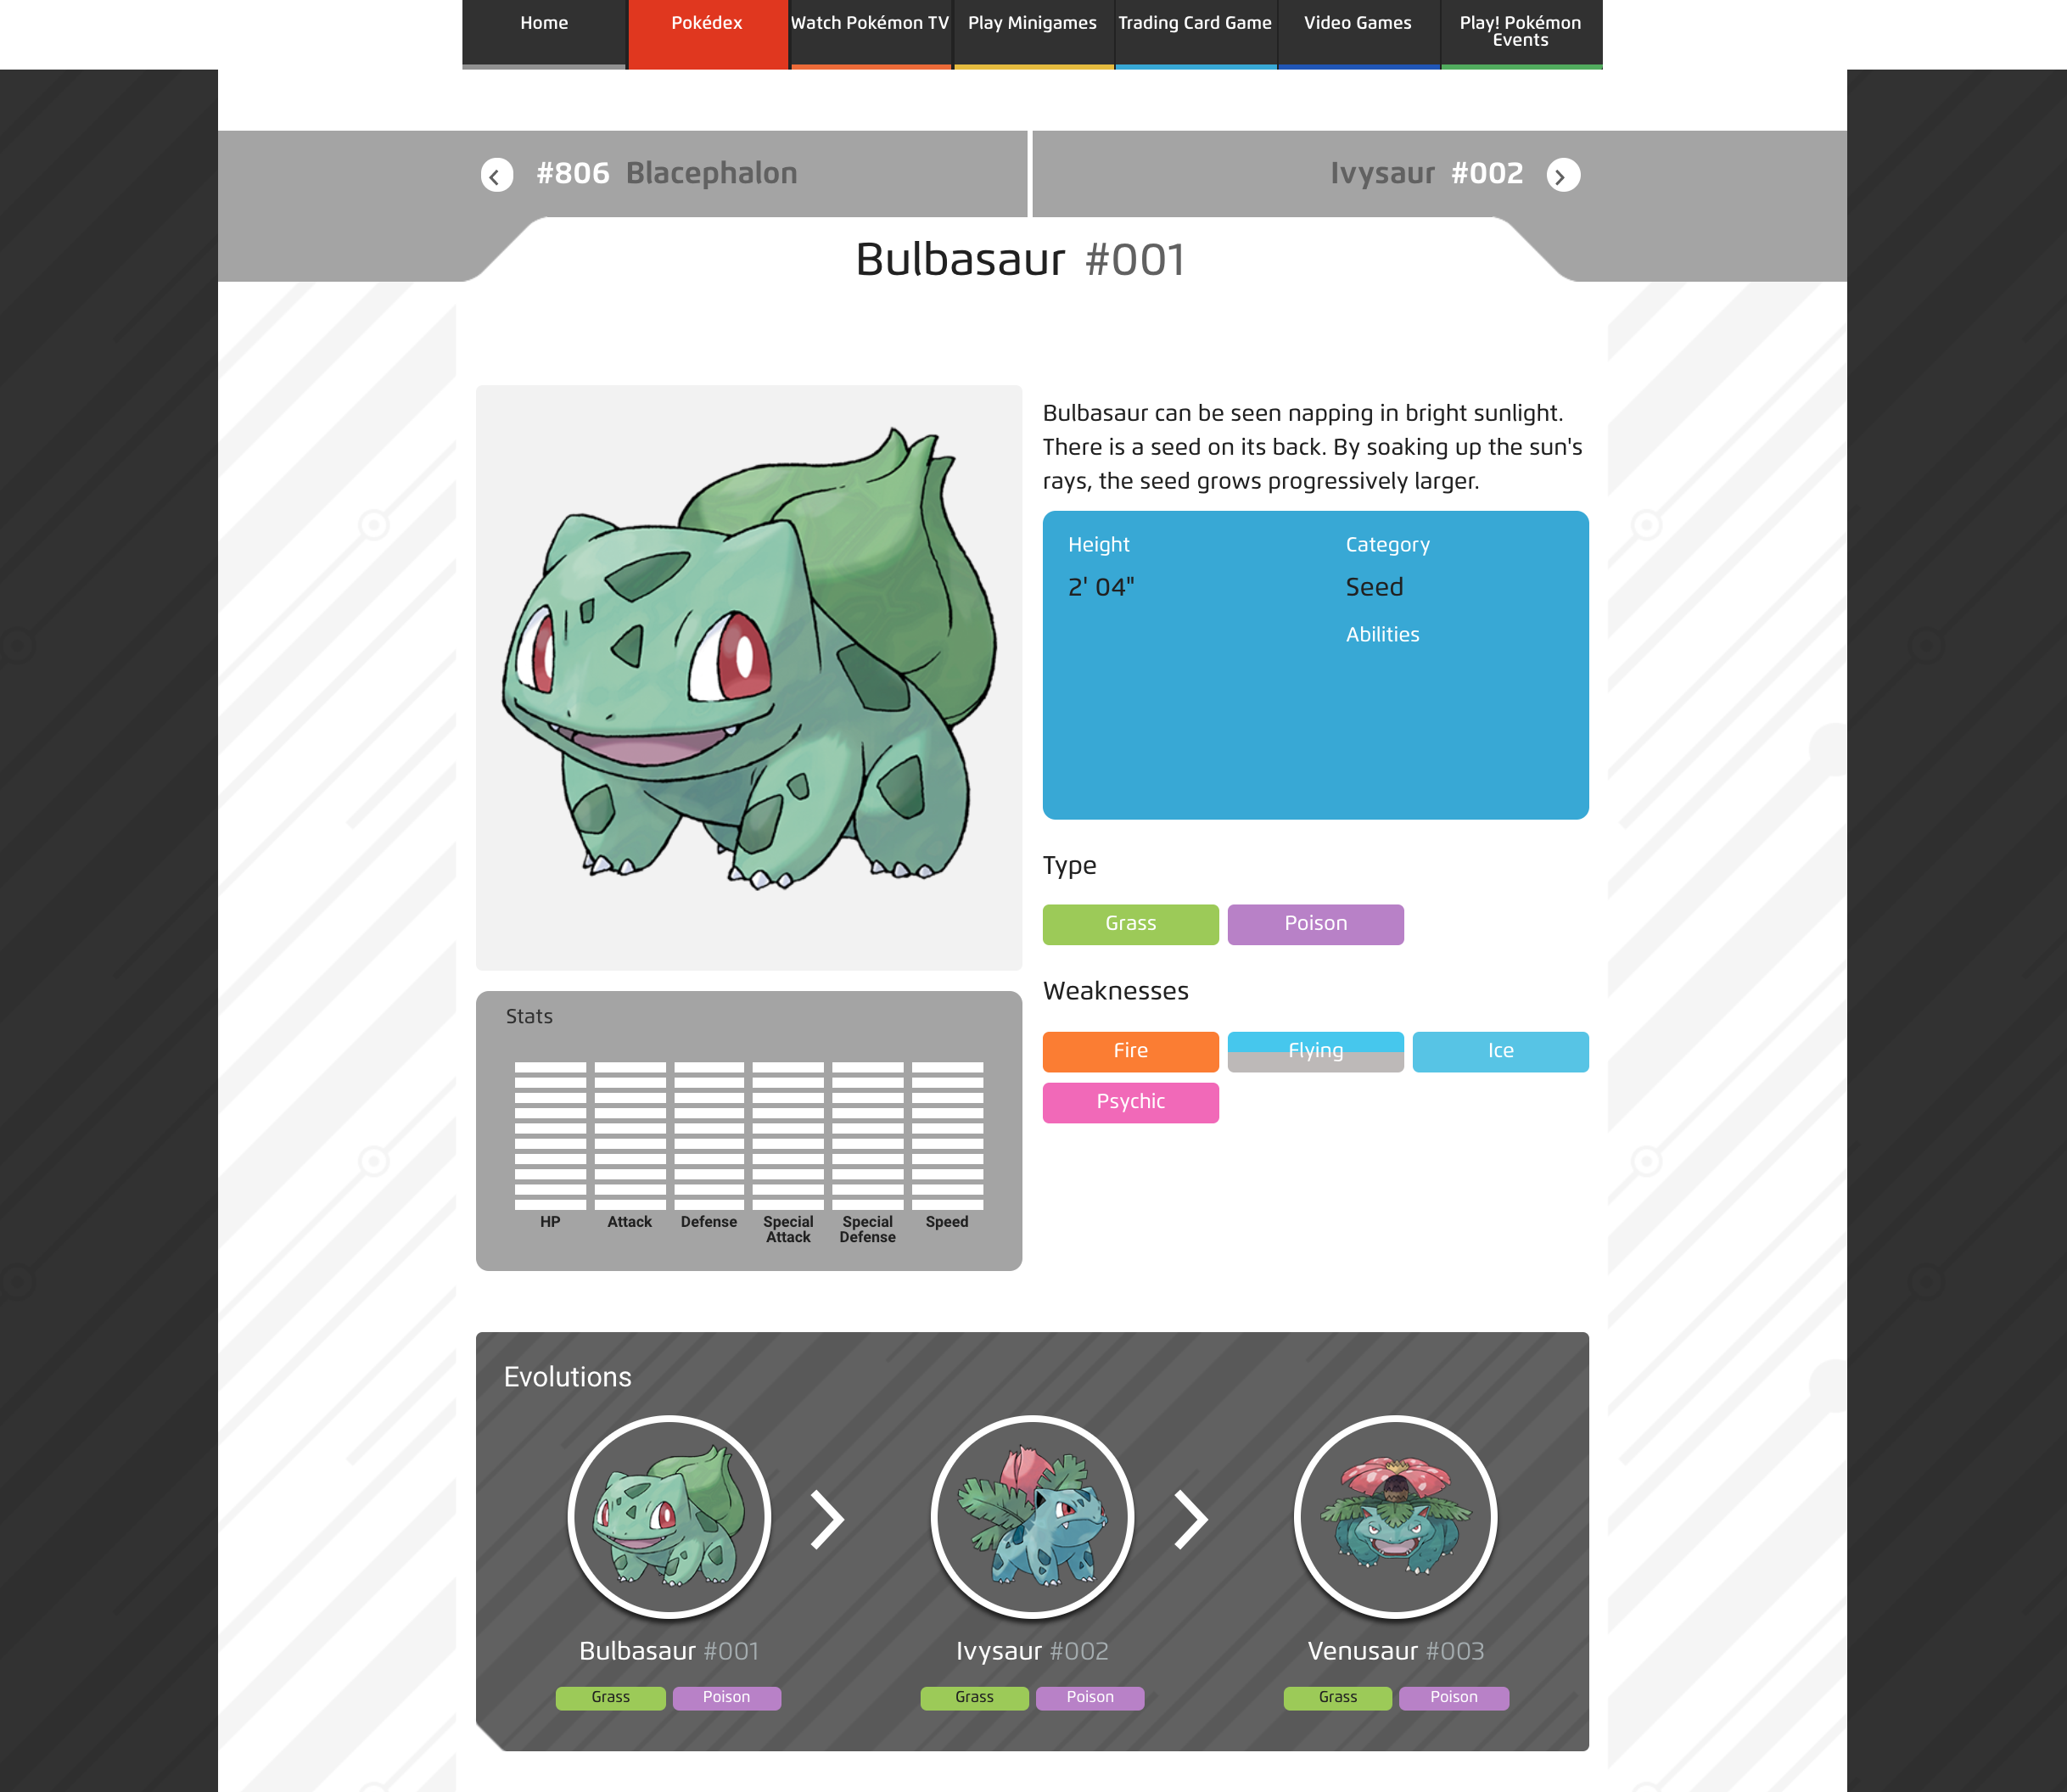 Home
Pokédex
Watch Pokémon TV
Play Minigames
Trading Card Game
Video Games
Play! Pokémon
Events
#806 Blacephalon
Ivysaur #002
Bulbasaur #001
Bulbasaur can be seen napping in bright sunlight.
There is a seed on its back. By soaking up the sun's
rays, the seed grows progressively larger.
Height
2' 04"
Category
Seed
Abilities
Type
Grass
Poison
Weaknesses
Fire
Flying
Ice
Psychic
Stats
HP
Attack
Defense
Special
Attack
Special
Defense
Speed
Evolutions
Bulbasaur #001
Grass
Poison
Ivysaur #002
Grass
Poison
Venusaur #003
Grass
Poison